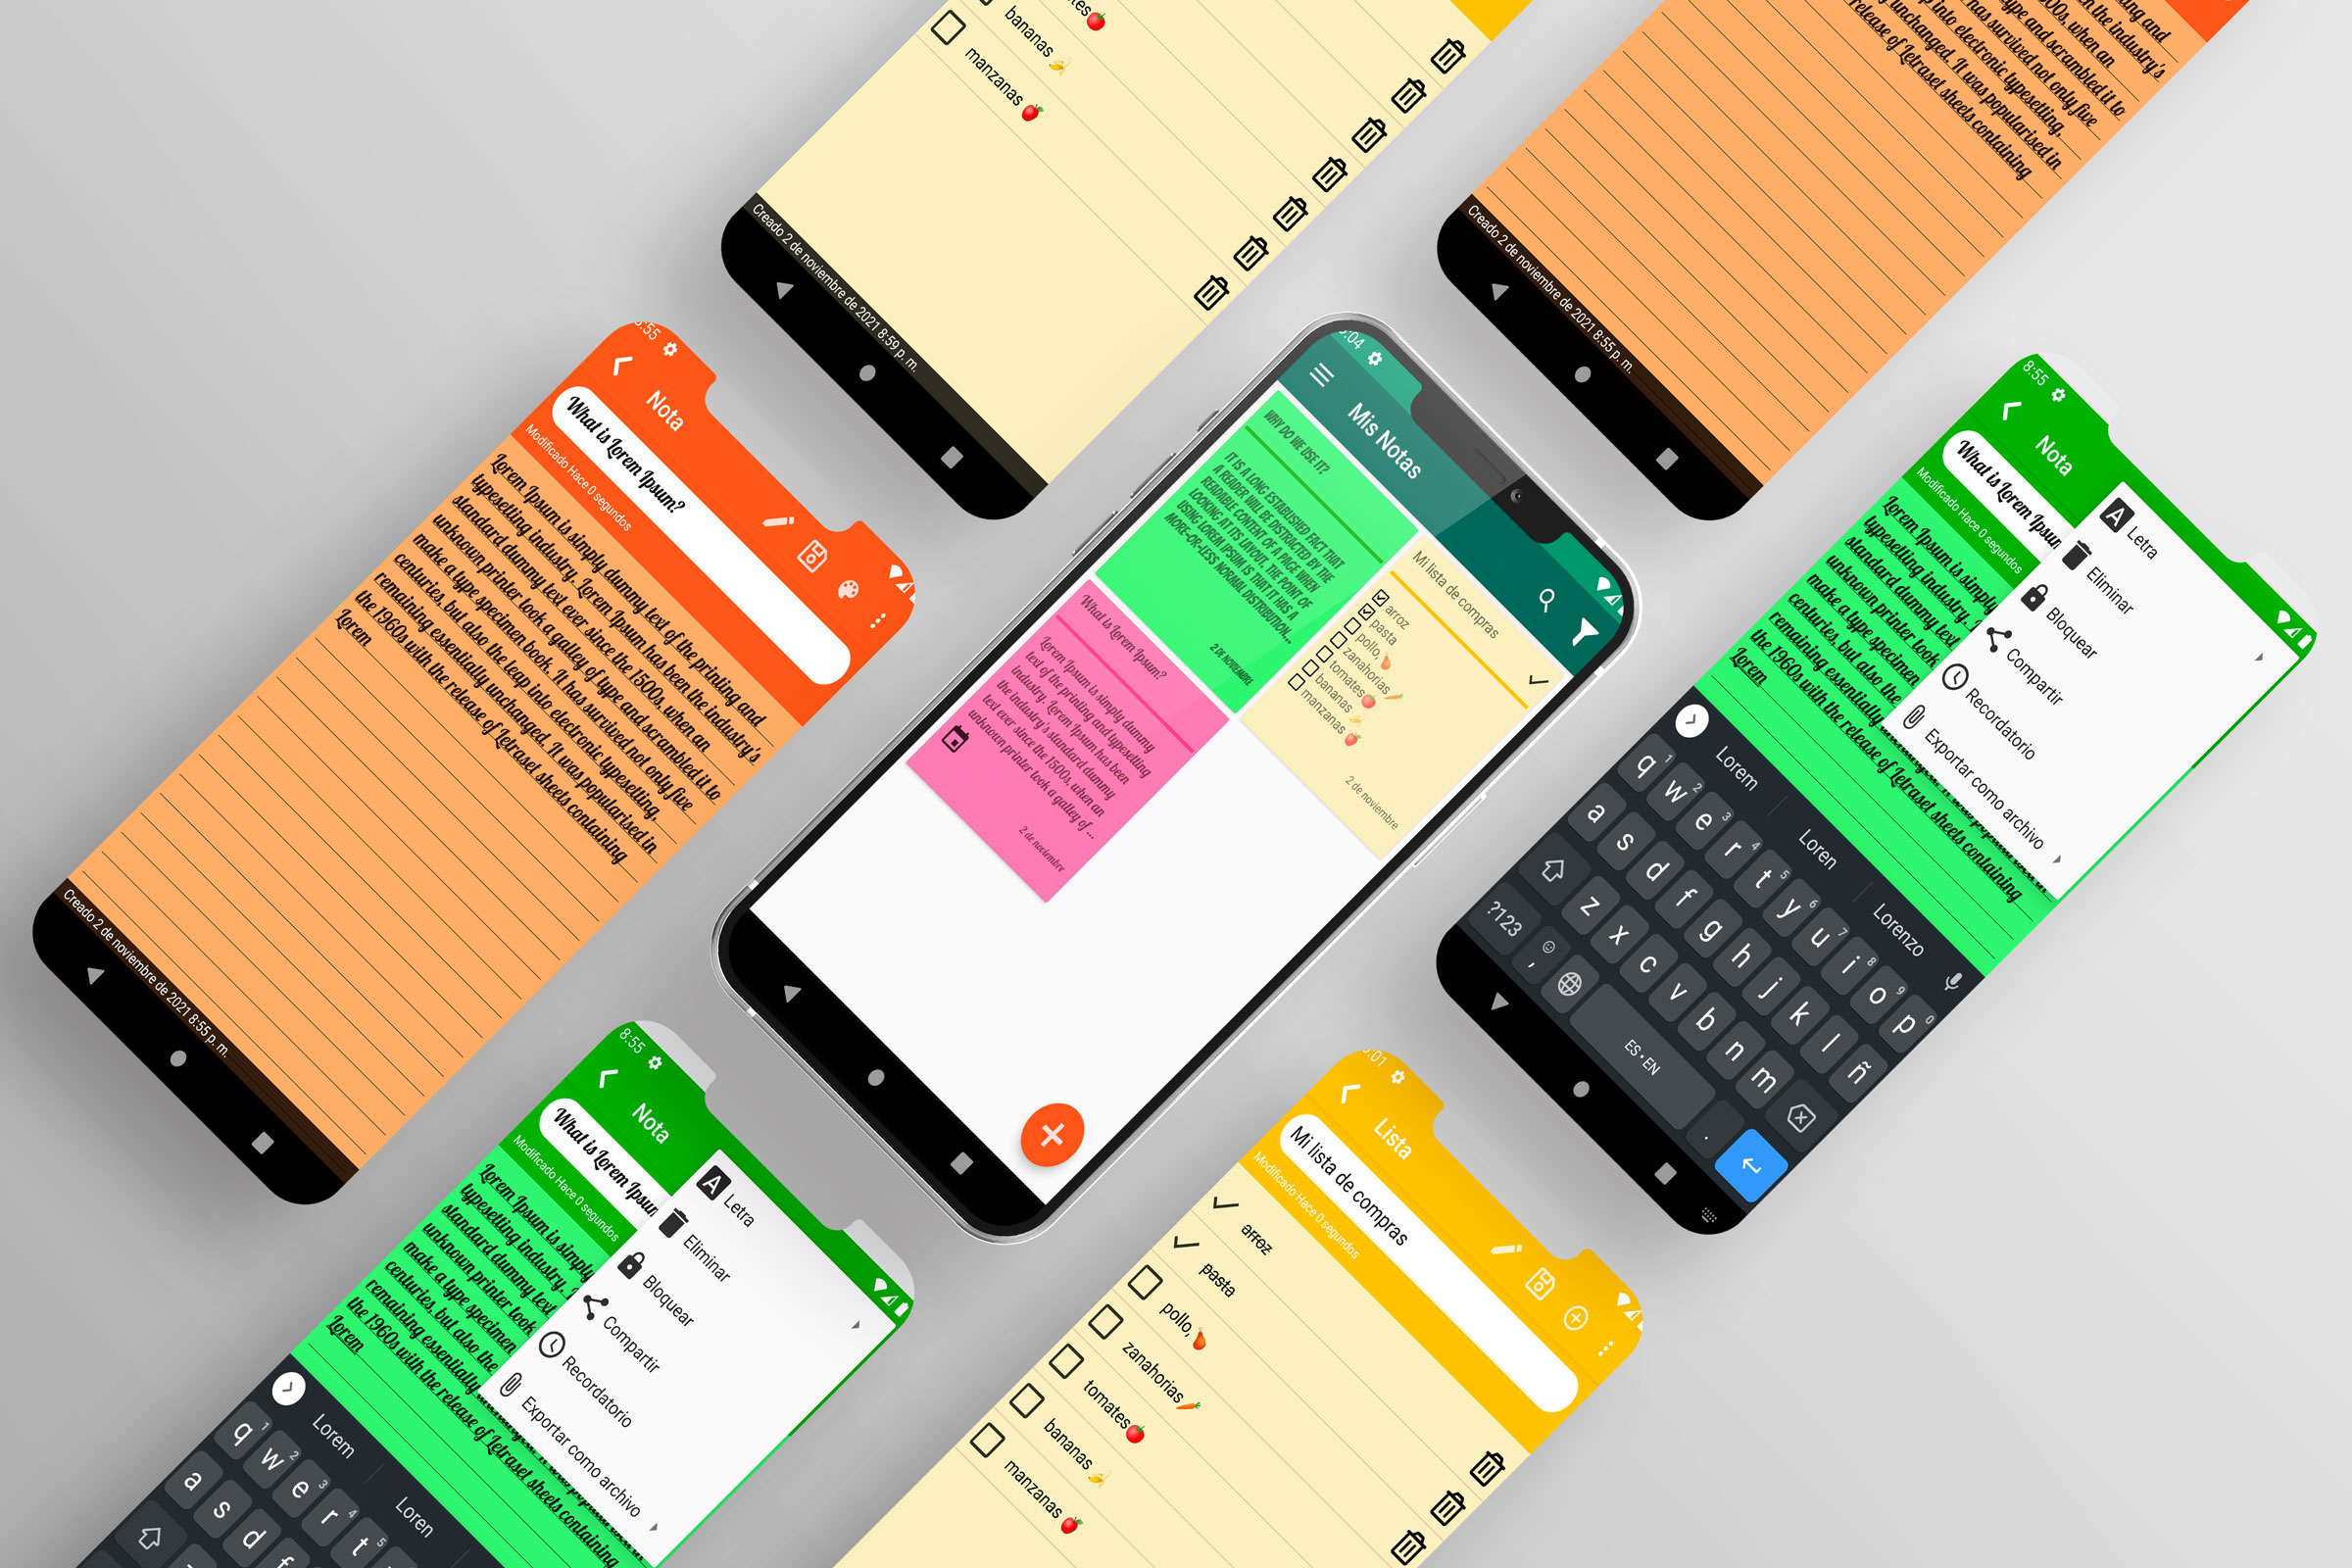 bananas 🍌
manzanas 🍎
Creado 2 de noviembre de 2021 8:59 p. m.
the industry's
when an
type and scrambled it to
has survived not only five
into electronic typesetting,
unchanged. It was popularised in
release of Letraset sheets containing
Creado 2 de noviembre de 2021 8:55 p. m.
Nota
What is Lorem Ipsum?
Modificado Hace 0 segundos
Lorem Ipsum is simply dummy text of the printing and
typesetting industry. Lorem Ipsum has been the industry's
standard dummy text ever since the 1500s, when an
unknown printer took a galley of type and scrambled it to
make a type specimen book. It has survived not only five
centuries, but also the leap into electronic typesetting,
remaining essentially unchanged. It was popularised in
the 1960s with the release of Letraset sheets containing
Lorem
Creado 2 de noviembre de 2021 8:55 p. m.
:04
Mis Notas
WHY DO WE USE IT?
IT IS A LONG ESTABLISHED FACT THAT
A READER WILL BE DISTRACTED BY THE
READABLE CONTENT OF A PAGE WHEN
LOOKING AT ITS LAYOUT. THE POINT OF
USING LOREM IPSUM IS THAT IT HAS A
MORE-OR-LESS NORMAL DISTRIBUTION...
2 DE NOVIEMBRE
Mi lista de compras
arroz
pasta
pollo,🍗
zanahorias🥕
tomates🍅
bananas 🍌
manzanas🍎
2 de noviembre
What is Lorem Ipsum?
Lorem Ipsum is simply dummy
text of the printing and typesetting
industry. Lorem Ipsum has been
the industry's standard dummy
text ever since the 1500s, when an
unknown printer took a galley of ...
2 de noviembre
8:55
Nota
What is Lorem Ipsum
Modificado Hace 0 segundos
Lorem Ipsum is simply
typesetting industry.
standard dummy text
unknown printer took
make a type specimen
centuries, but also the
remaining essentially
the 1960s with the release of Letraset sheets containing
Lorem
Letra
Eliminar
Bloquear
Compartir
Recordatorio
Exportar como archivo
Lorem Loren Lorenzo
q 1 w 2 e 3 r 4 t 5 y 6 u 7 i 8 o 9 p 0
a s d f g h j k l ñ
z x c v b n m
?123 , ES • EN .
8:55
Nota
What is Lorem Ipsum
Modificado Hace 0 segundos
Lorem Ipsum is simply
typesetting industry.
standard dummy text
unknown printer took
make a type specimen
centuries, but also the
remaining essentially
the 1960s with the release of Letraset sheets containing
Lorem
Letra
Eliminar
Bloquear
Compartir
Recordatorio
Exportar como archivo
Lorem Loren
q 1 w 2 e 3 r 4 t 5
a s d f
:01
Lista
Mi lista de compras
Modificado Hace 0 segundos
arroz
pasta
pollo,🍗
zanahorias🥕
tomates🍅
bananas 🍌
manzanas 🍎